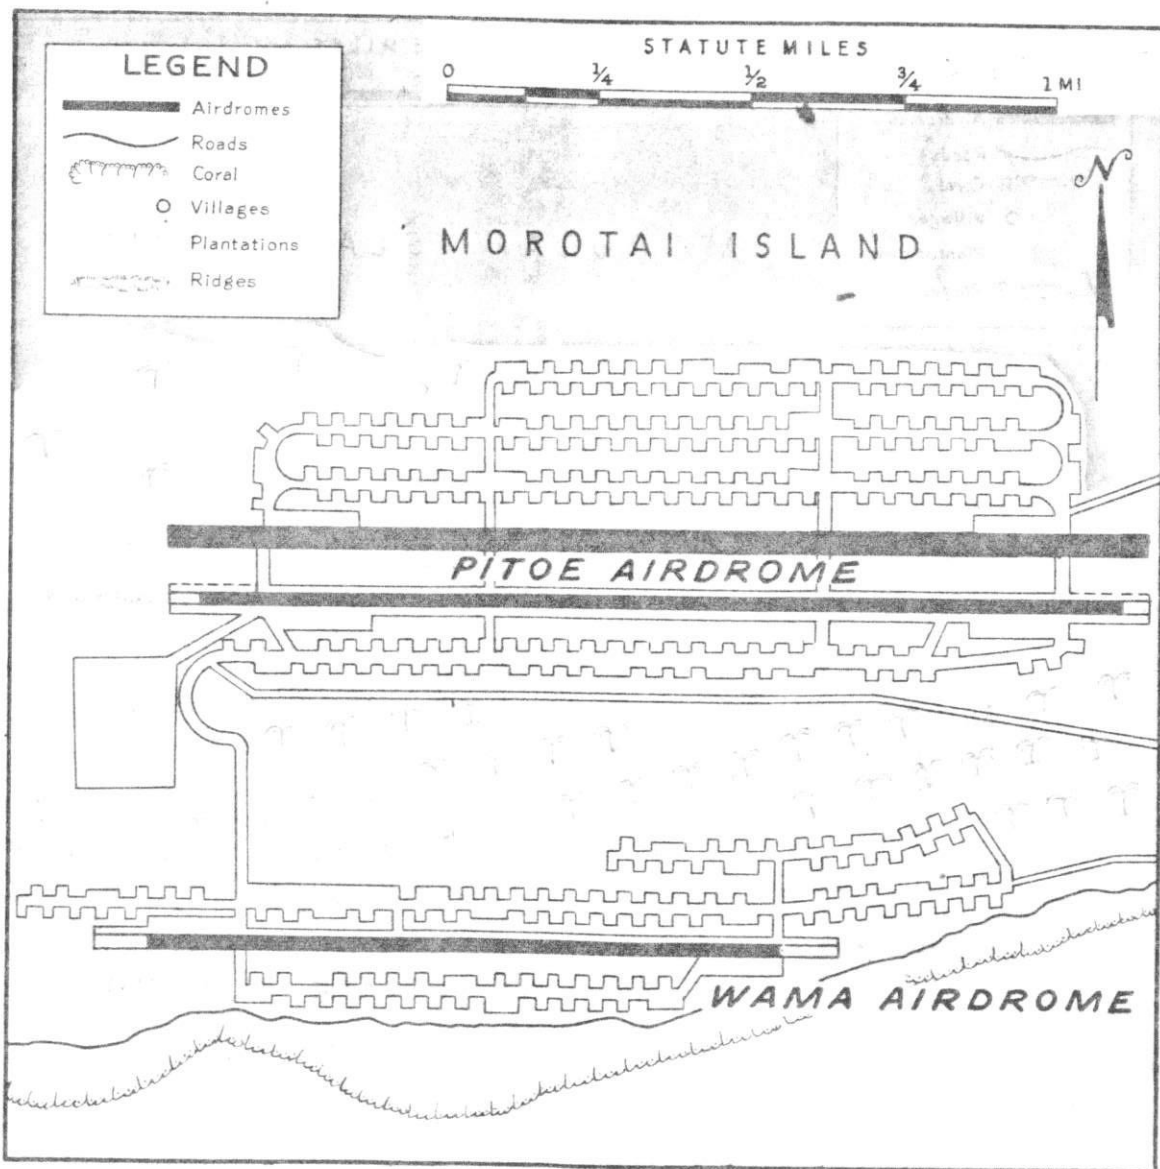 LEGEND
Airdromes
Roads
Coral
Villages
Plantations
Ridges
STATUTE MILES
0 1/4 1/2 3/4 1 MI
N
MOROTAI ISLAND
PITOE AIRDROME
WAMA AIRDROME